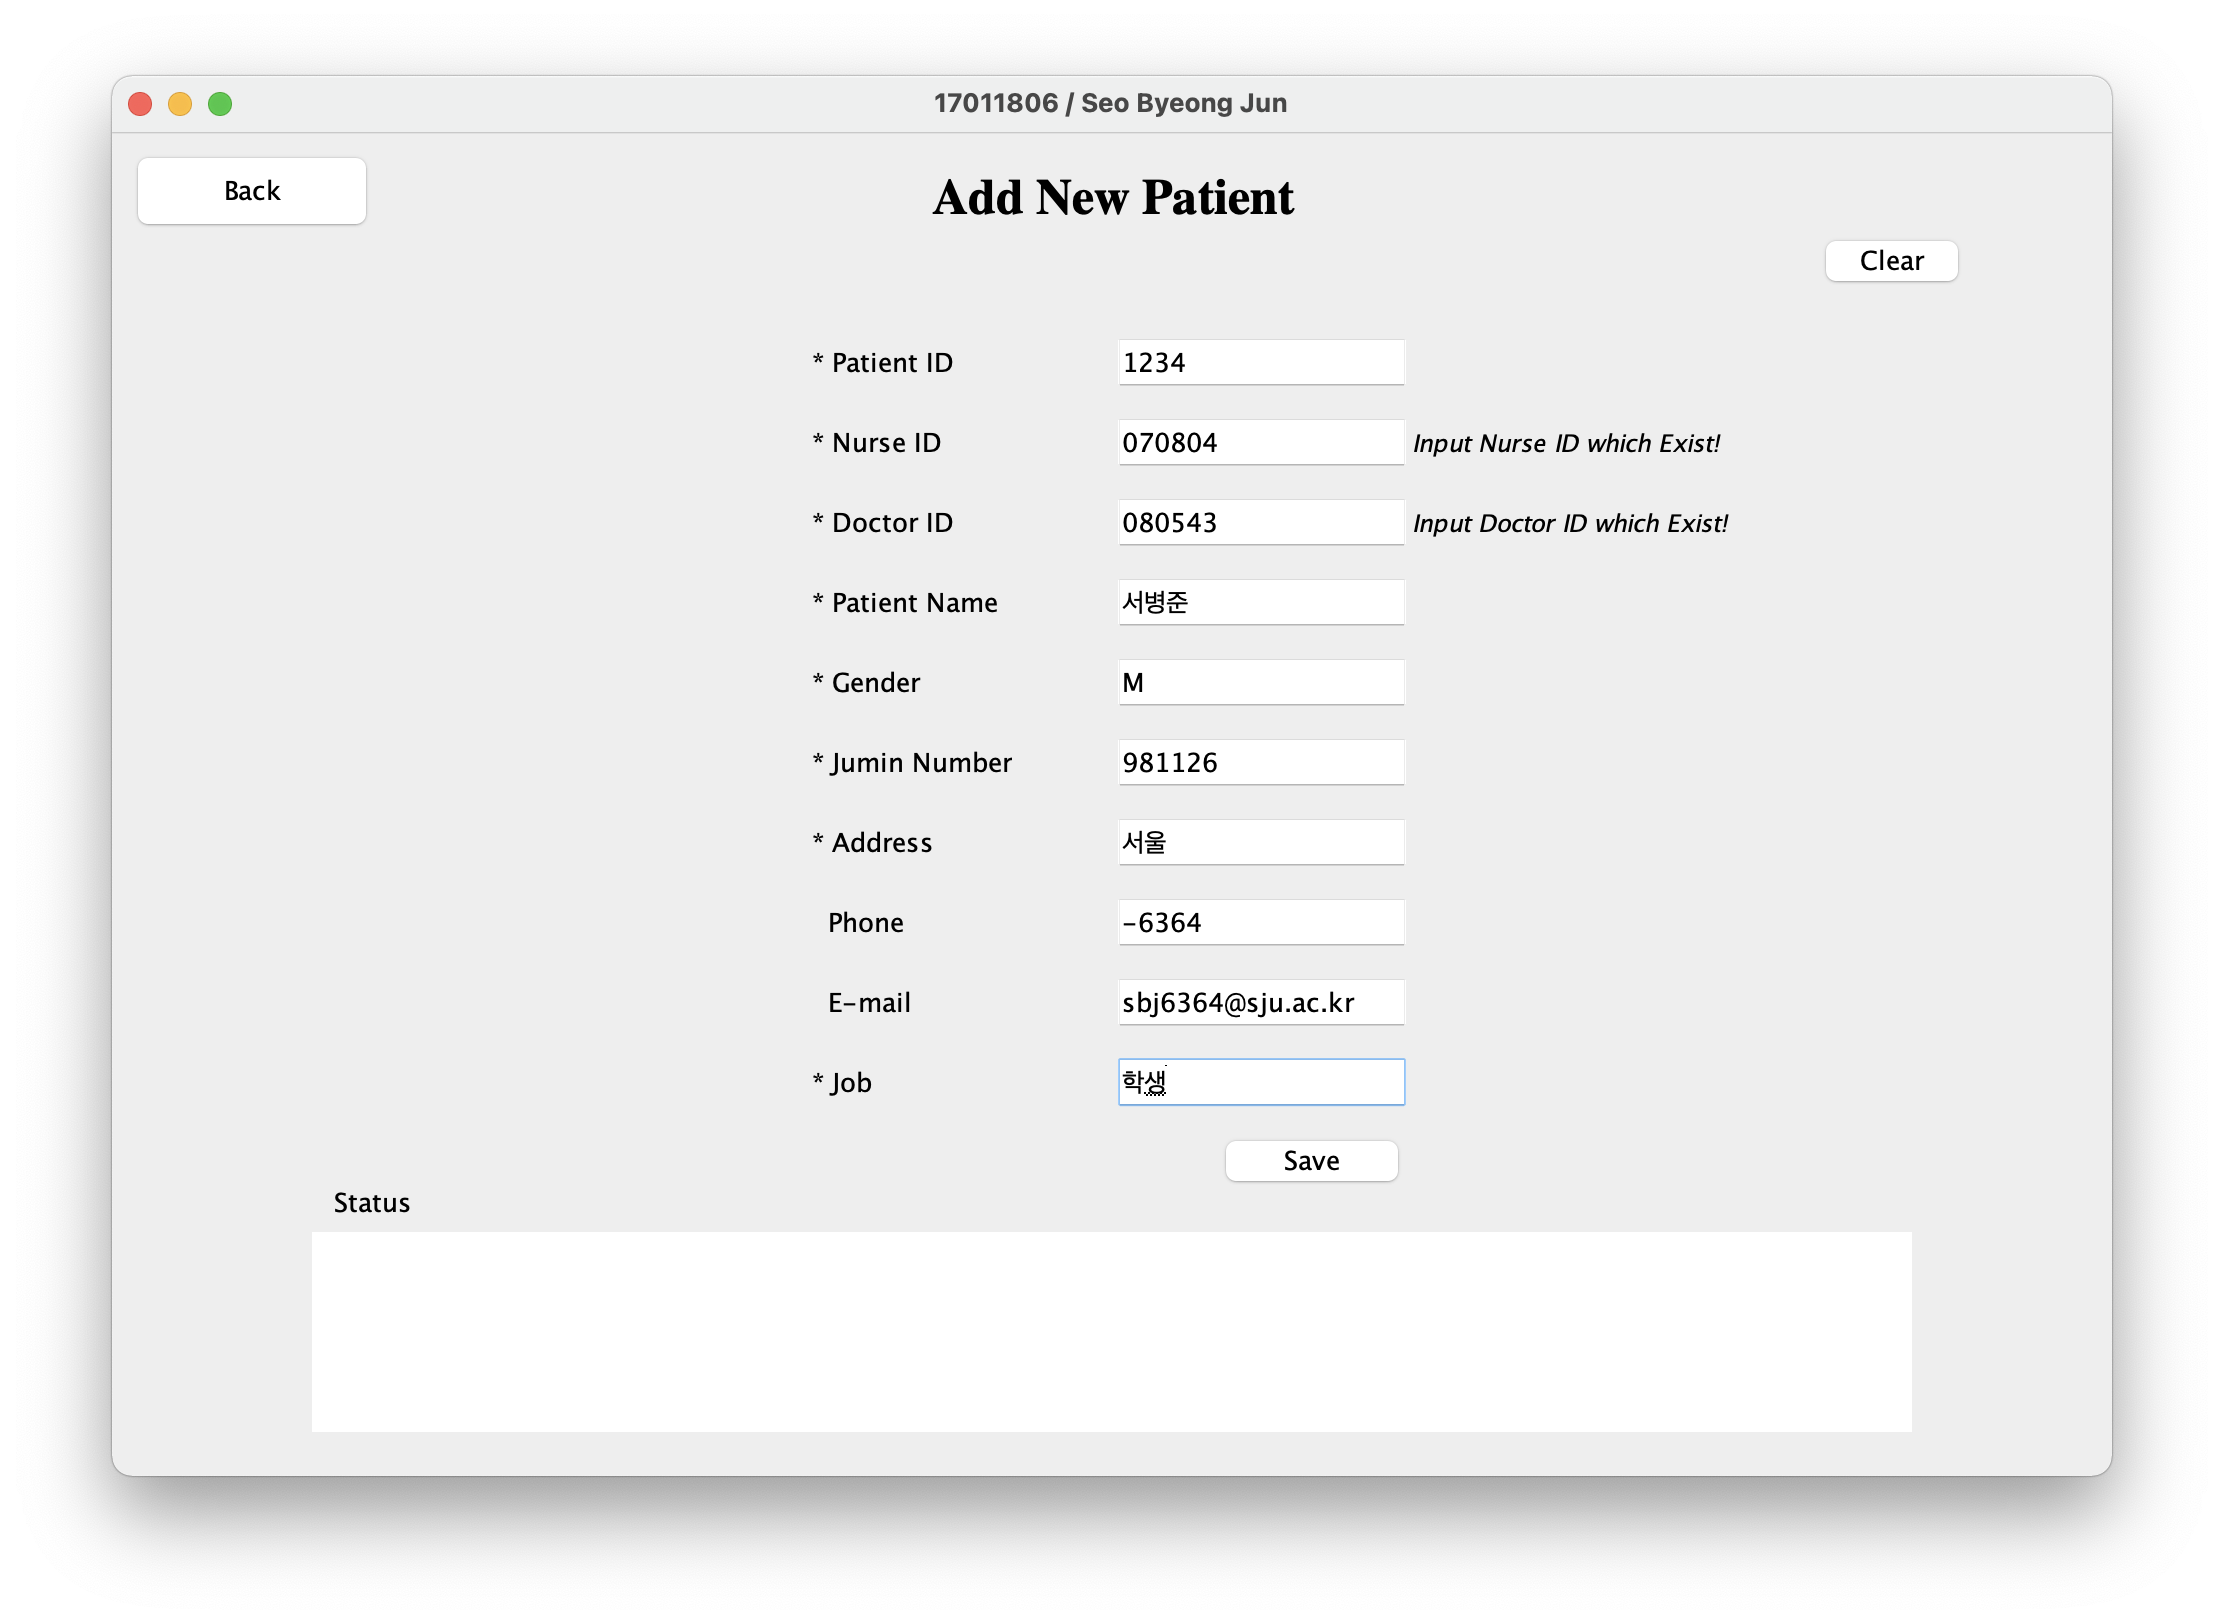 17011806 / Seo Byeong Jun
Back
Add New Patient
Clear
* Patient ID 1234
* Nurse ID 070804 Input Nurse ID which Exist!
* Doctor ID 080543 Input Doctor ID which Exist!
* Patient Name 서병준
* Gender M
* Jumin Number 981126
* Address 서울
Phone -6364
E-mail sbj6364@sju.ac.kr
* Job 학생
Save
Status